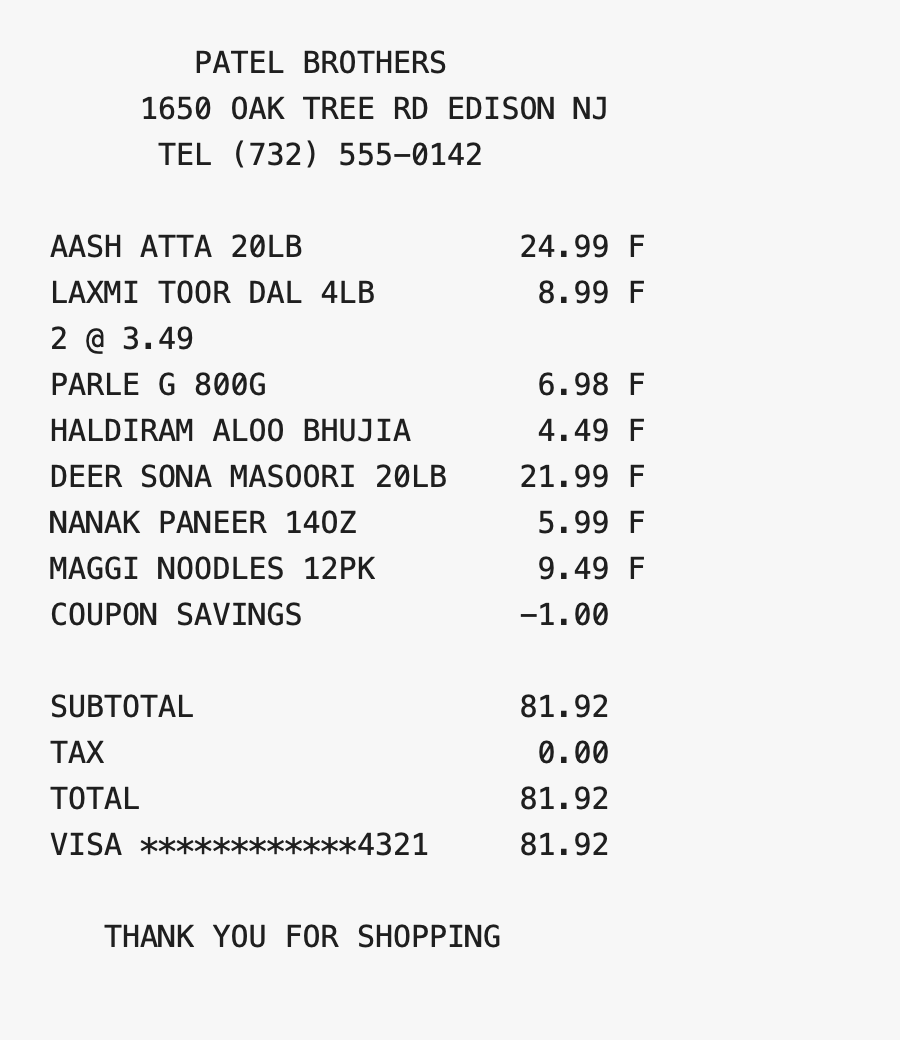 PATEL BROTHERS
1650 OAK TREE RD EDISON NJ
TEL (732) 555-0142
AASH ATTA 20LB 24.99 F
LAXMI TOOR DAL 4LB 8.99 F
2 @ 3.49
PARLE G 800G 6.98 F
HALDIRAM ALOO BHUJIA 4.49 F
DEER SONA MASOORI 20LB 21.99 F
NANAK PANEER 14OZ 5.99 F
MAGGI NOODLES 12PK 9.49 F
COUPON SAVINGS -1.00
SUBTOTAL 81.92
TAX 0.00
TOTAL 81.92
VISA ************4321 81.92
THANK YOU FOR SHOPPING